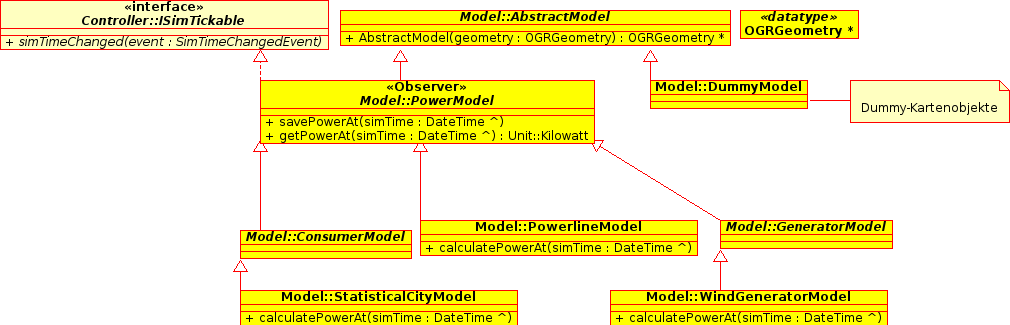 «interface»
Controller::ISimTickable
+ simTimeChanged(event : SimTimeChangedEvent)
Model::AbstractModel
+ AbstractModel(geometry : OGRGeometry) : OGRGeometry *
«datatype»
OGRGeometry *
«Observer»
Model::PowerModel
+ savePowerAt(simTime : DateTime ^)
+ getPowerAt(simTime : DateTime ^) : Unit::Kilowatt
Model::DummyModel
Dummy-Kartenobjekte
Model::ConsumerModel
Model::PowerlineModel
+ calculatePowerAt(simTime : DateTime ^)
Model::GeneratorModel
Model::StatisticalCityModel
+ calculatePowerAt(simTime : DateTime ^)
Model::WindGeneratorModel
+ calculatePowerAt(simTime : DateTime ^)